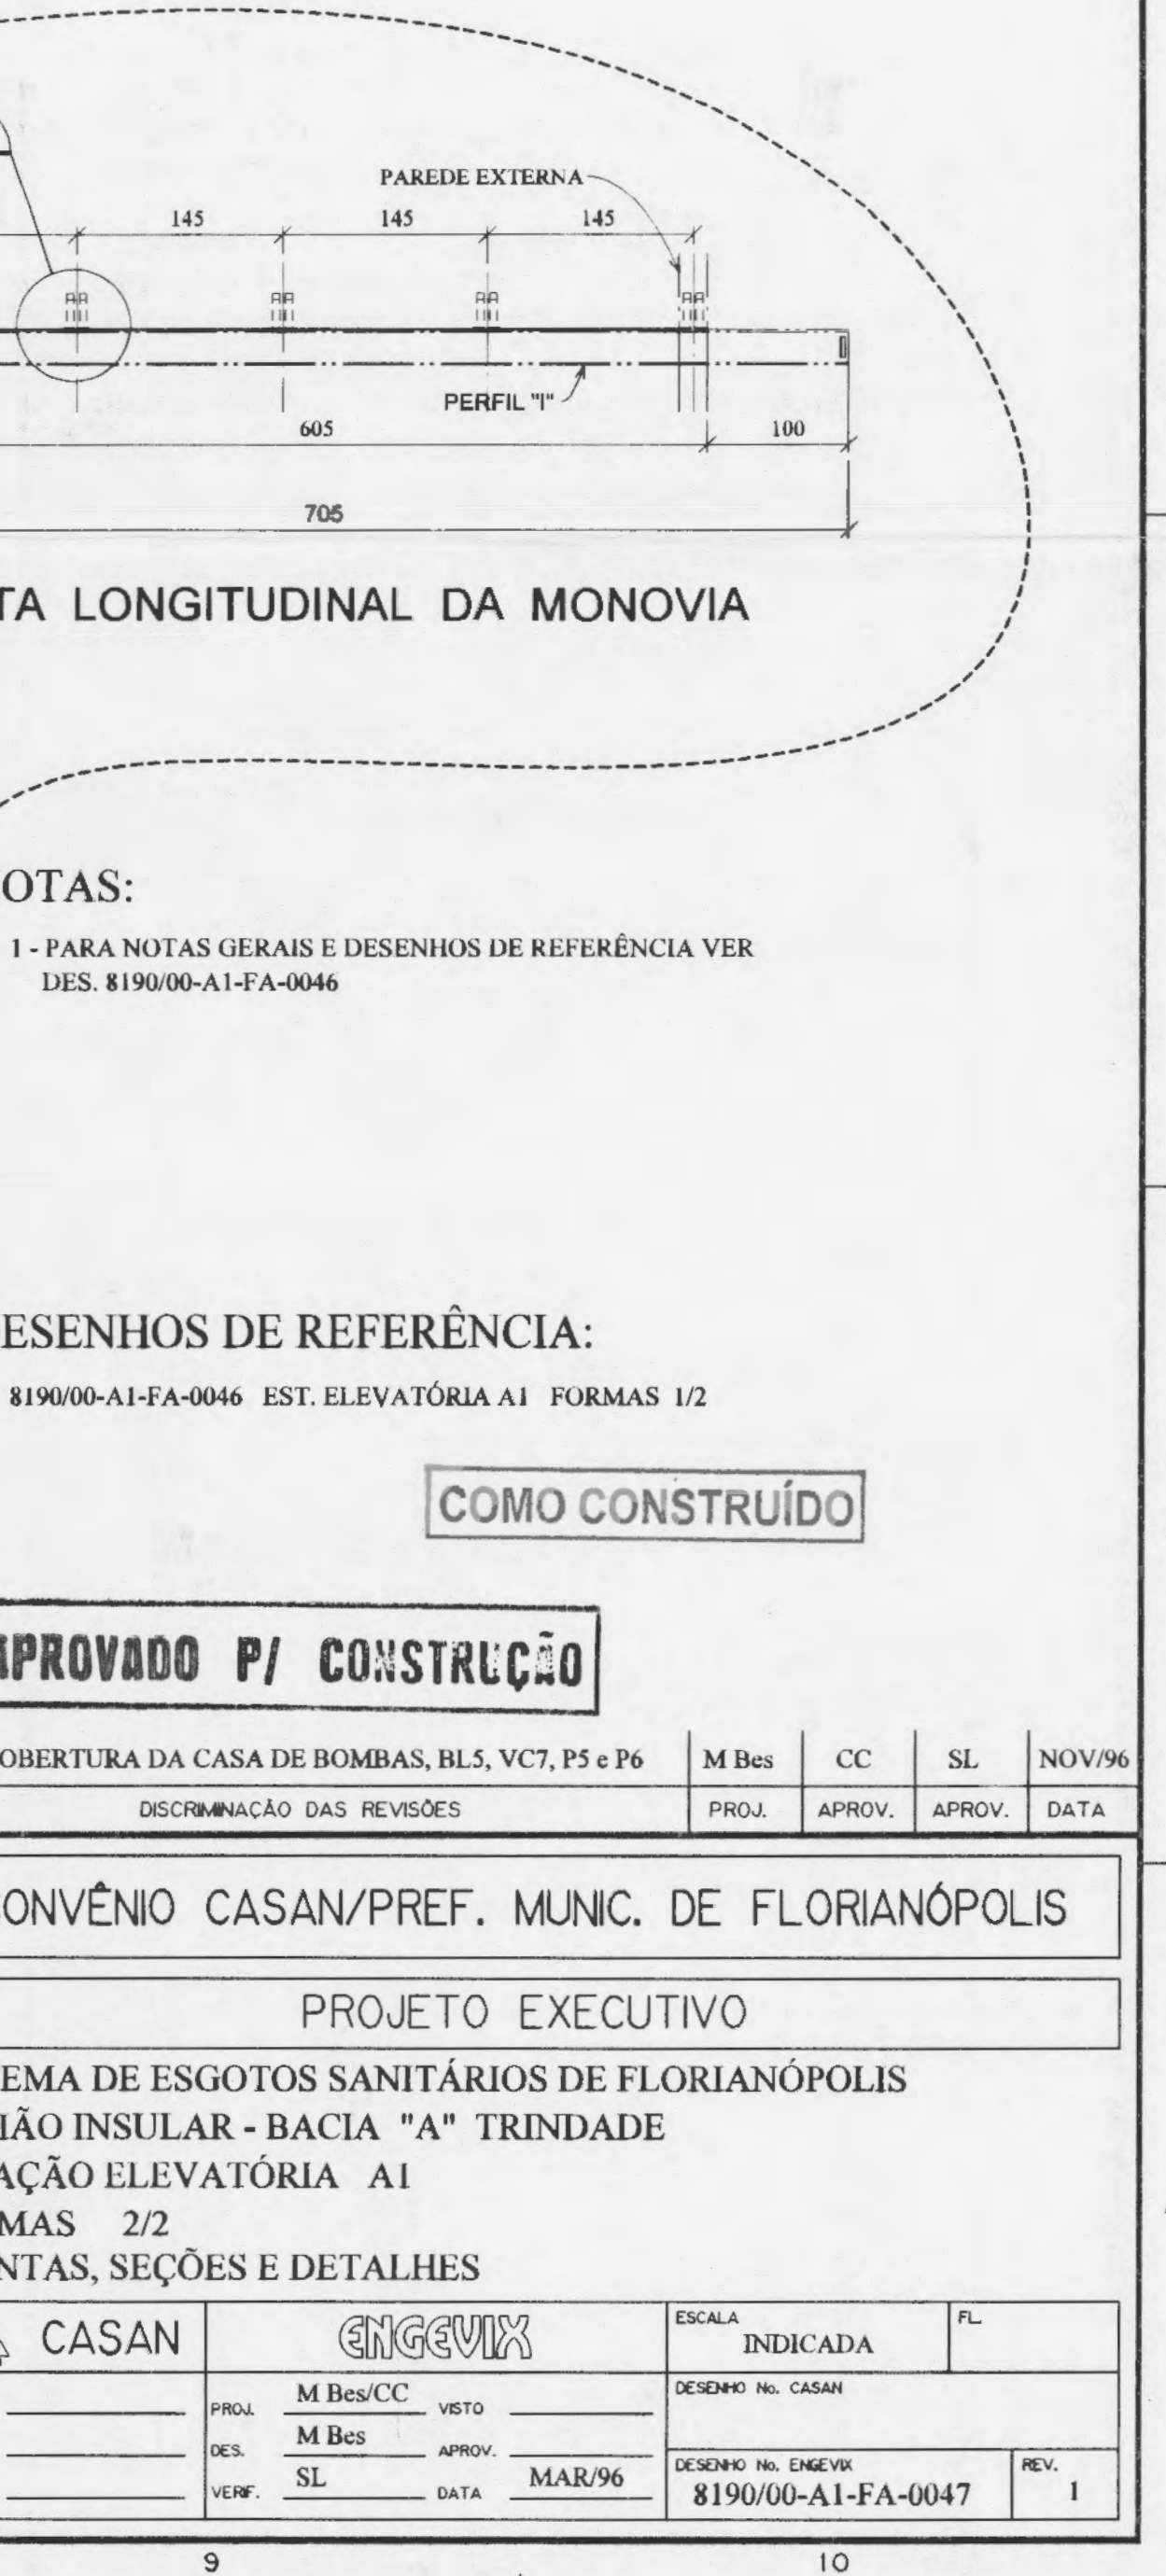 PAREDE EXTERNA
145 145 145
PERFIL "I"
605 100
705
TA LONGITUDINAL DA MONOVIA
OTAS:
1 - PARA NOTAS GERAIS E DESENHOS DE REFERÊNCIA VER
DES. 8190/00-A1-FA-0046
ESENHOS DE REFERÊNCIA:
8190/00-A1-FA-0046 EST. ELEVATÓRIA A1 FORMAS 1/2
COMO CONSTRUÍDO
APROVADO P/ CONSTRUÇÃO
OBERTURA DA CASA DE BOMBAS, BL5, VC7, P5 e P6 M Bes CC SL NOV/96
DISCRIMINAÇÃO DAS REVISÕES PROJ. APROV. APROV. DATA
CONVÊNIO CASAN/PREF. MUNIC. DE FLORIANÓPOLIS
PROJETO EXECUTIVO
EMA DE ESGOTOS SANITÁRIOS DE FLORIANÓPOLIS
IÃO INSULAR - BACIA "A" TRINDADE
AÇÃO ELEVATÓRIA A1
MAS 2/2
NTAS, SEÇÕES E DETALHES
CASAN
ENGEVIX
ESCALA
INDICADA
FL.
PROJ. M Bes/CC VISTO
DES. M Bes APROV.
VERIF. SL DATA MAR/96
DESENHO No. CASAN
DESENHO No. ENGEVIX
8190/00-A1-FA-0047
REV.
1
9 10